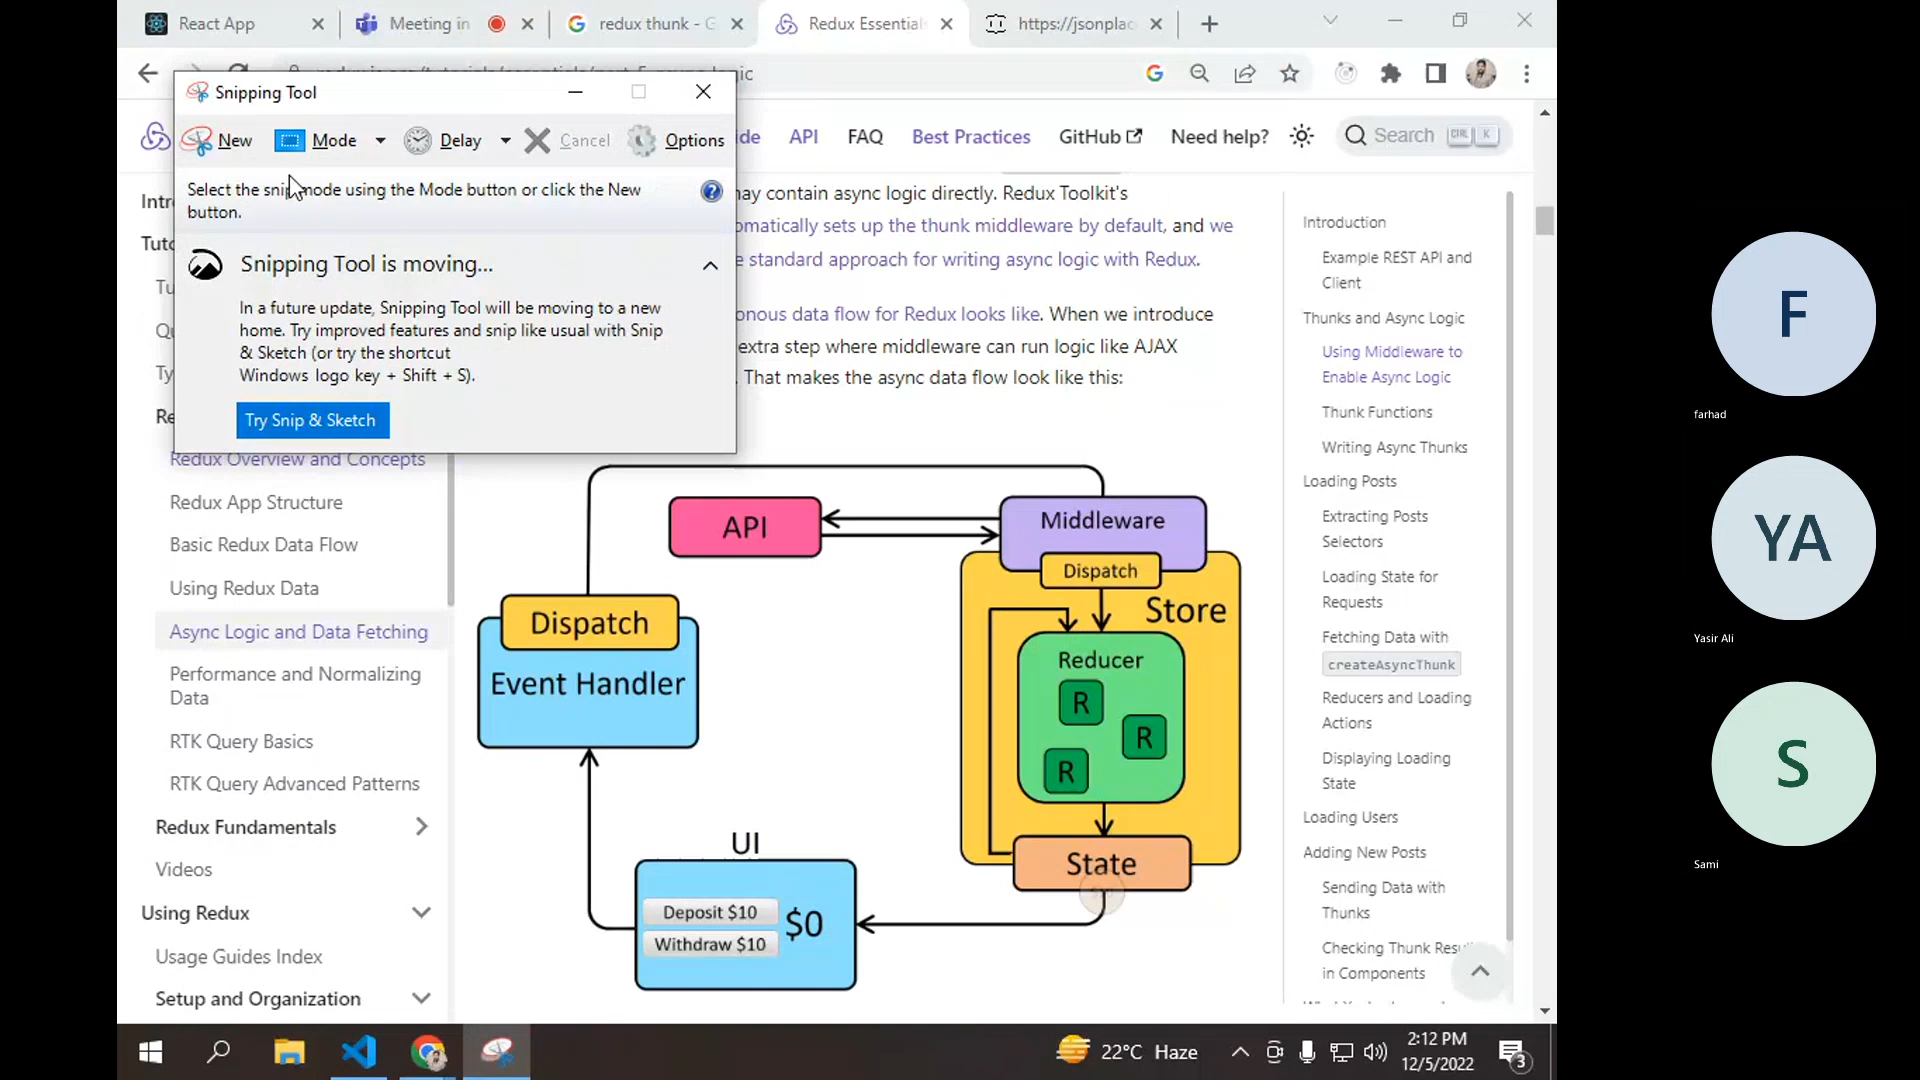 React App
Meeting in
redux thunk - G
Redux Essential
https://jsonplac
Snipping Tool
New
Mode
Delay
Cancel
Options
Select the snip mode using the Mode button or click the New
button.
Snipping Tool is moving...
In a future update, Snipping Tool will be moving to a new
home. Try improved features and snip like usual with Snip
& Sketch (or try the shortcut
Windows logo key + Shift + S).
Try Snip & Sketch
API
FAQ
Best Practices
GitHub
Need help?
Search
CTRL
K
may contain async logic directly. Redux Toolkit's
omatically sets up the thunk middleware by default, and we
e standard approach for writing async logic with Redux.
onous data flow for Redux looks like. When we introduce
extra step where middleware can run logic like AJAX
. That makes the async data flow look like this:
Redux Overview and Concepts
Redux App Structure
Basic Redux Data Flow
Using Redux Data
Async Logic and Data Fetching
Performance and Normalizing
Data
RTK Query Basics
RTK Query Advanced Patterns
Redux Fundamentals
Videos
Using Redux
Usage Guides Index
Setup and Organization
API
Middleware
Dispatch
Store
Dispatch
Event Handler
Reducer
R
R
R
State
UI
Deposit $10
Withdraw $10
$0
Introduction
Example REST API and
Client
Thunks and Async Logic
Using Middleware to
Enable Async Logic
Thunk Functions
Writing Async Thunks
Loading Posts
Extracting Posts
Selectors
Loading State for
Requests
Fetching Data with
createAsyncThunk
Reducers and Loading
Actions
Displaying Loading
State
Loading Users
Adding New Posts
Sending Data with
Thunks
Checking Thunk Resu
in Components
22°C Haze
2:12 PM
12/5/2022
3
F
farhad
YA
Yasir Ali
S
Sami